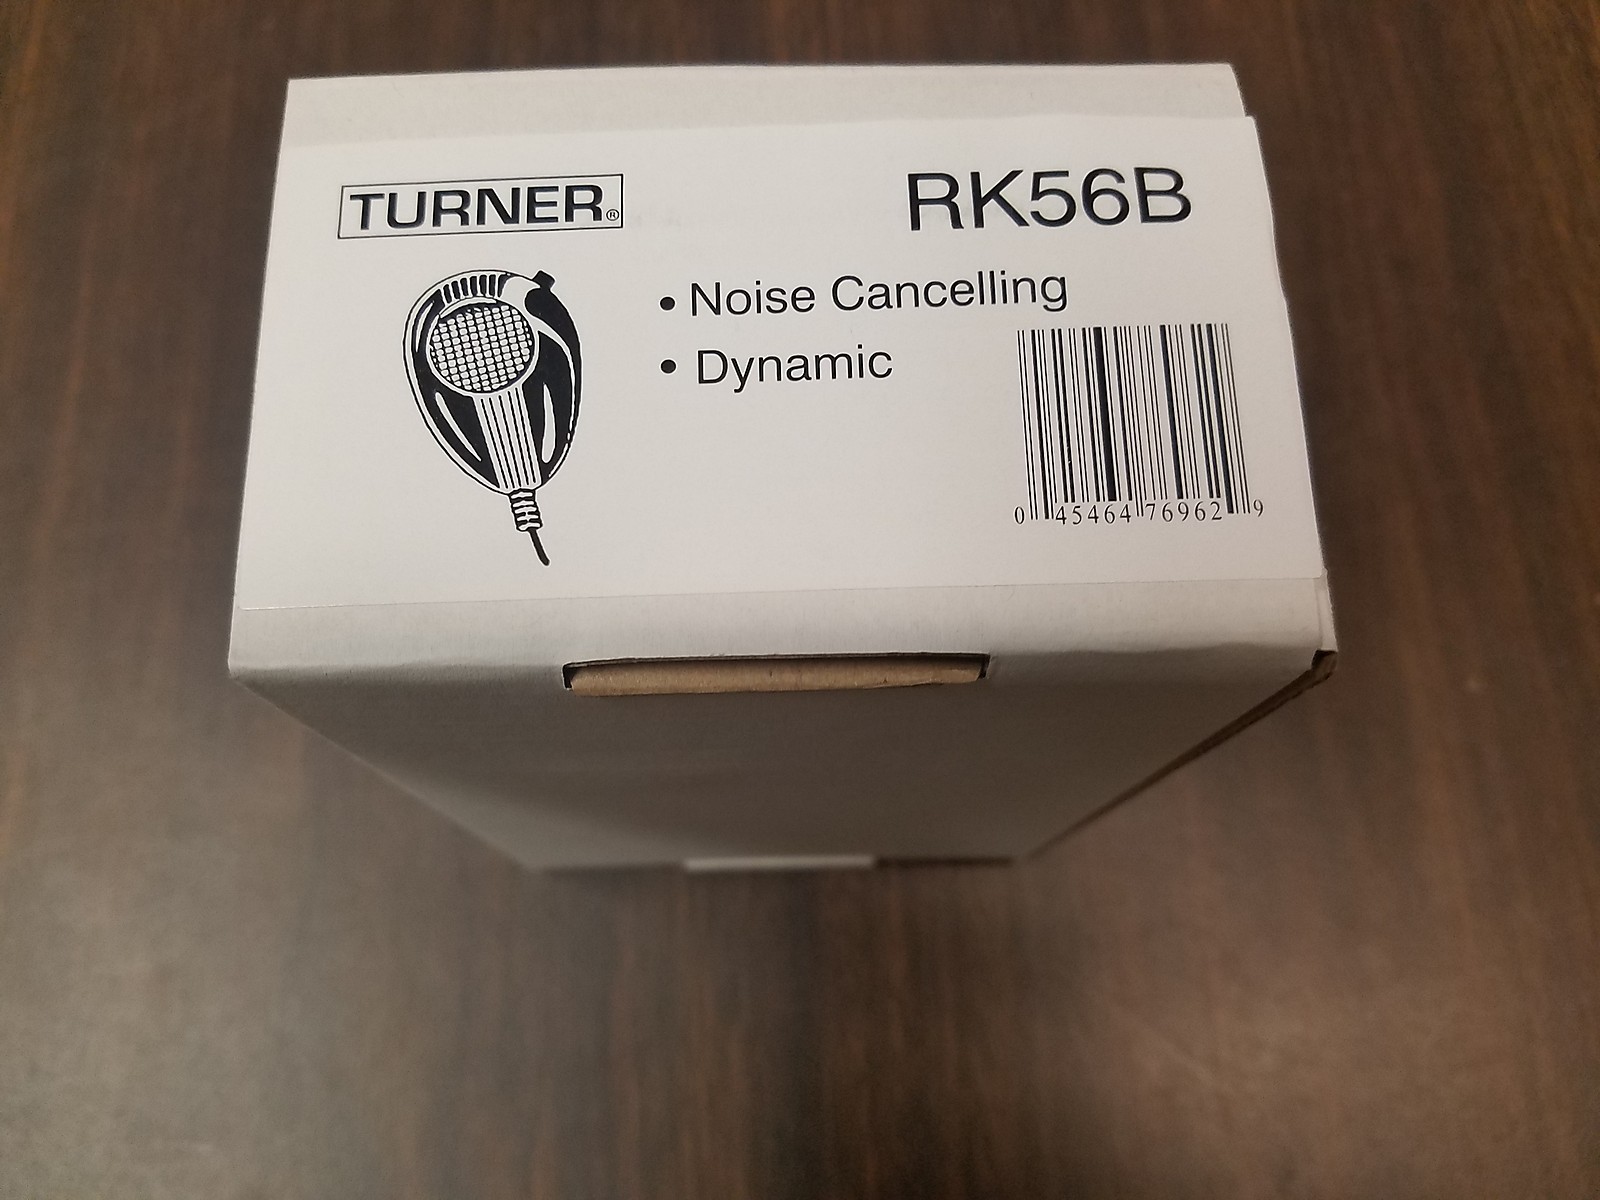 TURNER®
RK56B
• Noise Cancelling
• Dynamic
0 45464 76962 9